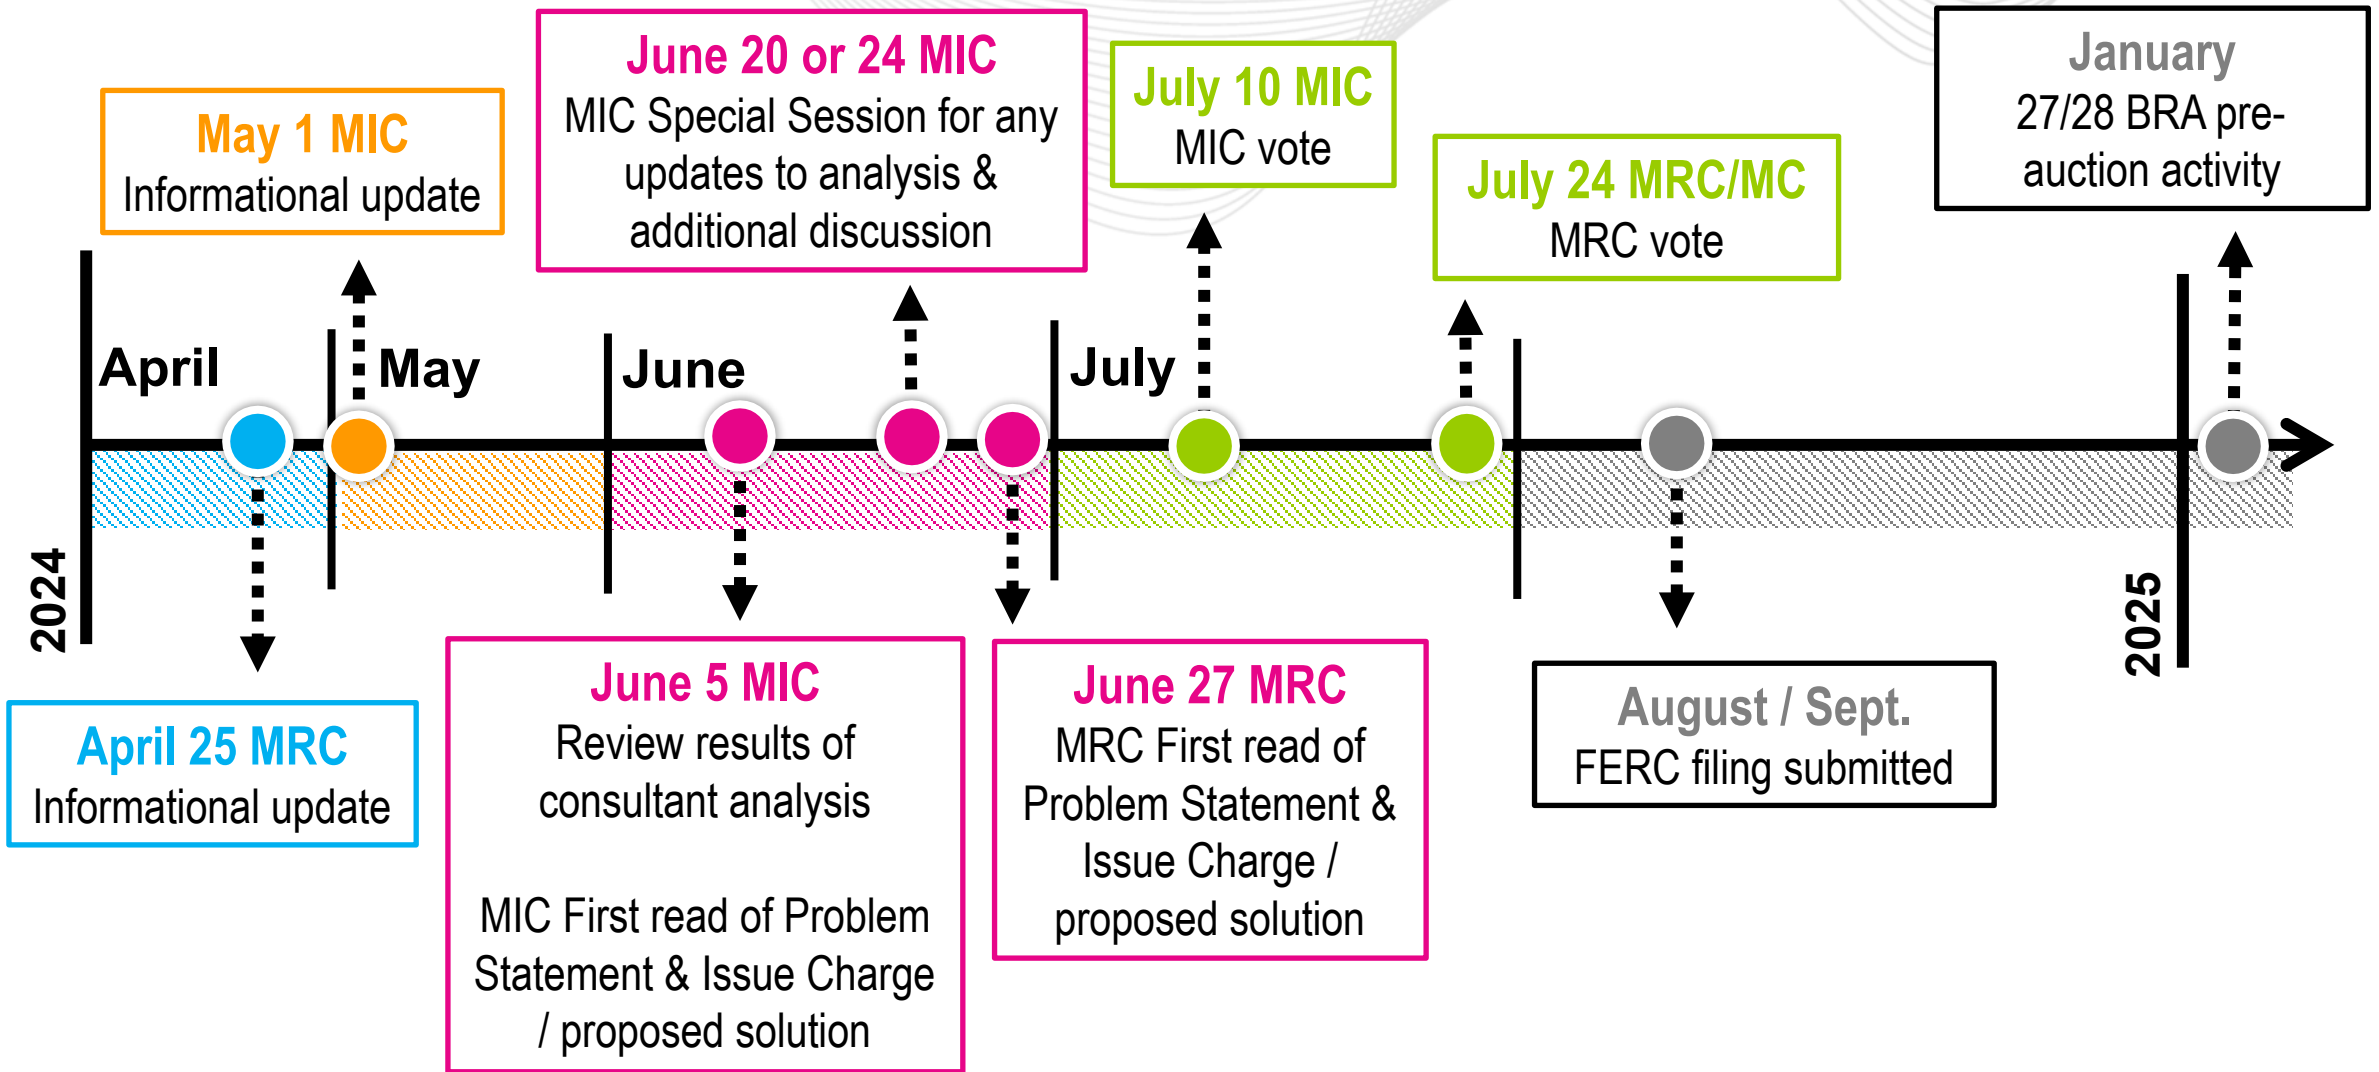 May 1 MIC
Informational update
June 20 or 24 MIC
MIC Special Session for any
updates to analysis &
additional discussion
July 10 MIC
MIC vote
July 24 MRC/MC
MRC vote
January
27/28 BRA pre-
auction activity
April
May
June
July
2024
2025
April 25 MRC
Informational update
June 5 MIC
Review results of
consultant analysis
MIC First read of Problem
Statement & Issue Charge
/ proposed solution
June 27 MRC
MRC First read of
Problem Statement &
Issue Charge /
proposed solution
August / Sept.
FERC filing submitted